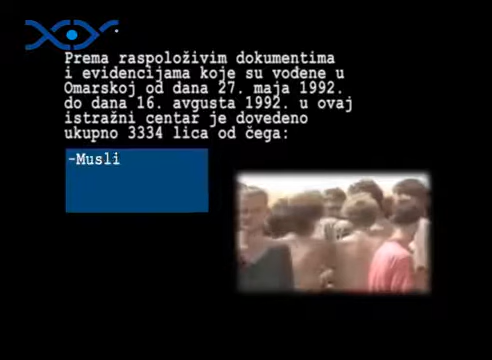 Prema raspoloživim dokumentima
i evidencijama koje su vođene u
Omarskoj od dana 27. maja 1992.
do dana 16. avgusta 1992. u ovaj
istražni centar je dovedeno
ukupno 3334 lica od čega:
-Musli